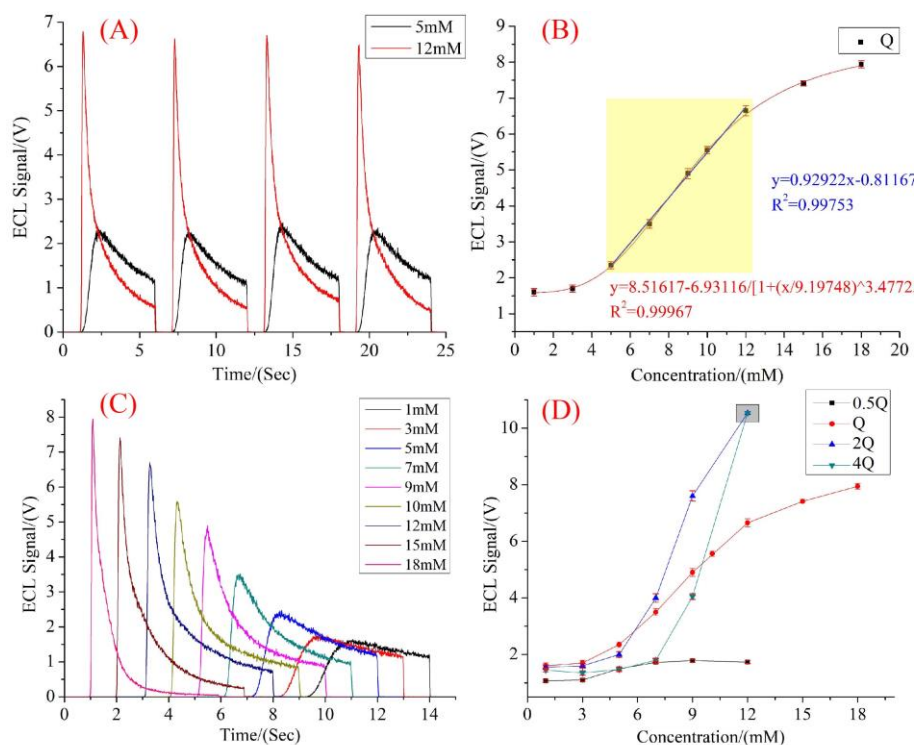 (A)
5mM
12mM
ECL Signal/(V)
7
6
5
4
3
2
1
0
0 5 10 15 20 25
Time/(Sec)
(B)
Q
ECL Signal/(V)
9
8
7
6
5
4
3
2
1
y=0.92922x-0.81167
R²=0.99753
y=8.51617-6.93116/[1+(x/9.19748)^3.4772
R²=0.99967
0 2 4 6 8 10 12 14 16 18 20
Concentration/(mM)
(C)
1mM
3mM
5mM
7mM
9mM
10mM
12mM
15mM
18mM
ECL Signal/(V)
8
7
6
5
4
3
2
1
0
0 2 4 6 8 10 12 14
Time/(Sec)
(D)
0.5Q
Q
2Q
4Q
ECL Signal/(V)
10
8
6
4
2
0 3 6 9 12 15 18
Concentration/(mM)